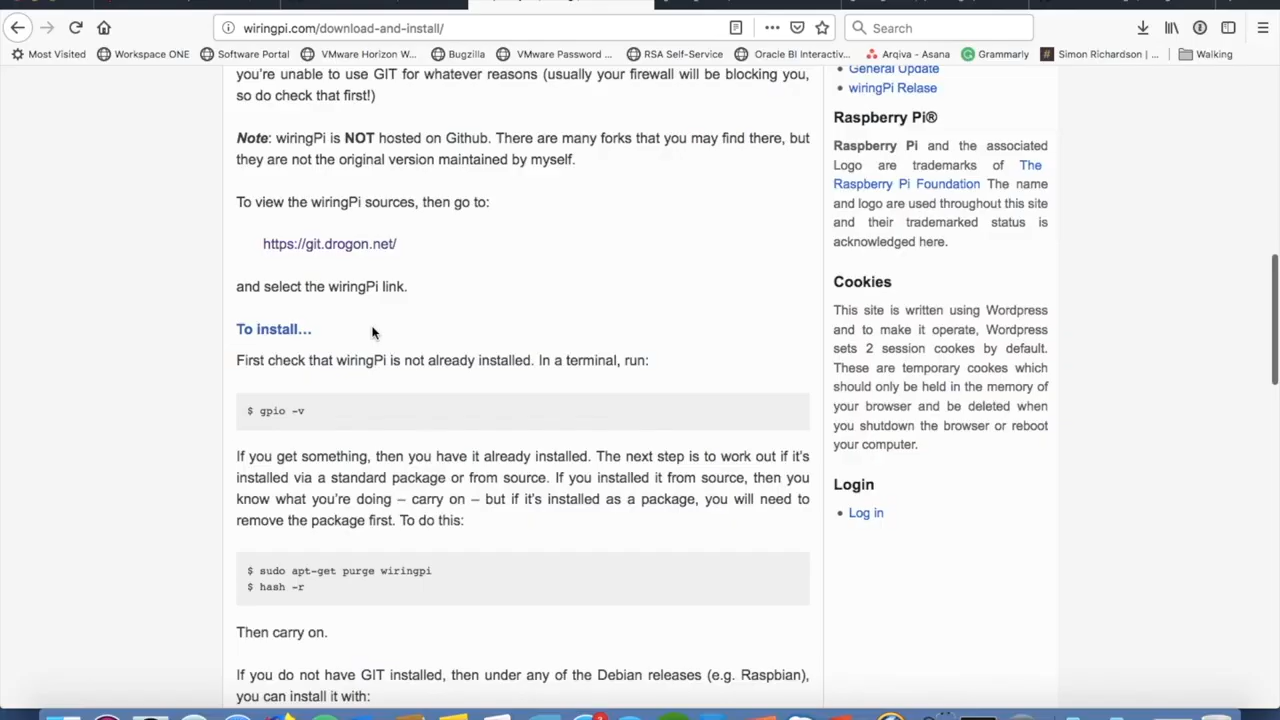 wiringpi.com/download-and-install/
Search
Most Visited
Workspace ONE
Software Portal
VMware Horizon W...
Bugzilla
VMware Password ...
RSA Self-Service
Oracle BI Interactiv...
Arqiva - Asana
Grammarly
Simon Richardson | ...
Walking
you're unable to use GIT for whatever reasons (usually your firewall will be blocking you,
so do check that first!)
Note: wiringPi is NOT hosted on Github. There are many forks that you may find there, but
they are not the original version maintained by myself.
To view the wiringPi sources, then go to:
https://git.drogon.net/
and select the wiringPi link.
To install…
First check that wiringPi is not already installed. In a terminal, run:
$ gpio -v
If you get something, then you have it already installed. The next step is to work out if it's
installed via a standard package or from source. If you installed it from source, then you
know what you're doing – carry on – but if it's installed as a package, you will need to
remove the package first. To do this:
$ sudo apt-get purge wiringpi
$ hash -r
Then carry on.
If you do not have GIT installed, then under any of the Debian releases (e.g. Raspbian),
you can install it with:
General Update
wiringPi Relase
Raspberry Pi®
Raspberry Pi and the associated
Logo are trademarks of The
Raspberry Pi Foundation The name
and logo are used throughout this site
and their trademarked status is
acknowledged here.
Cookies
This site is written using Wordpress
and to make it operate, Wordpress
sets 2 session cookes by default.
These are temporary cookes which
should only be held in the memory of
your browser and be deleted when
you shutdown the browser or reboot
your computer.
Login
Log in